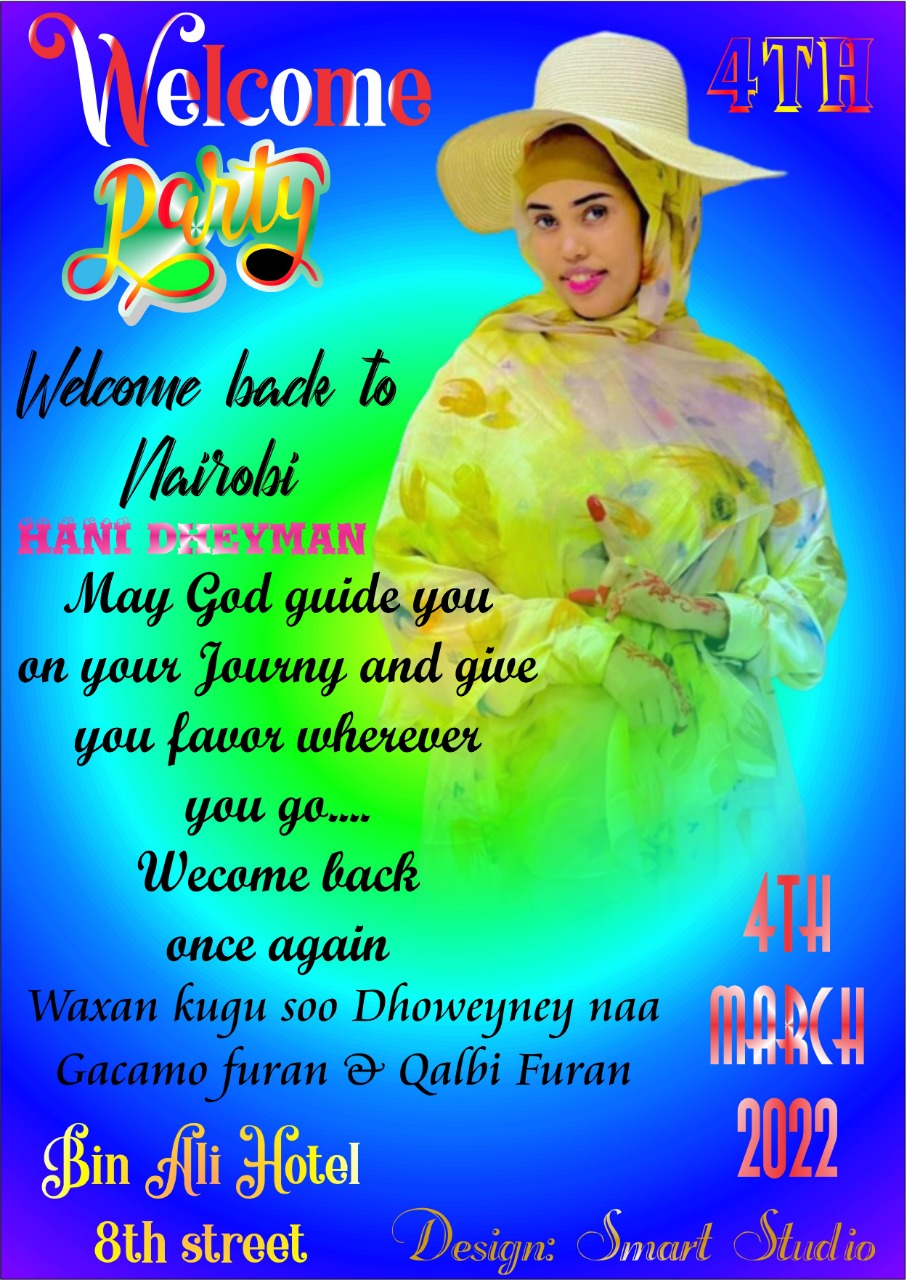 Welcome
4TH
Party
Welcome back to
Nairobi
HANI DHEYMAN
May God guide you
on your Journy and give
you favor wherever
you go....
Wecome back
once again
Waxan kugu soo Dhoweyney naa
Gacamo furan & Qalbi Furan
4TH
MARCH
2022
Bin Ali Hotel
8th street
Design: Smart Studio